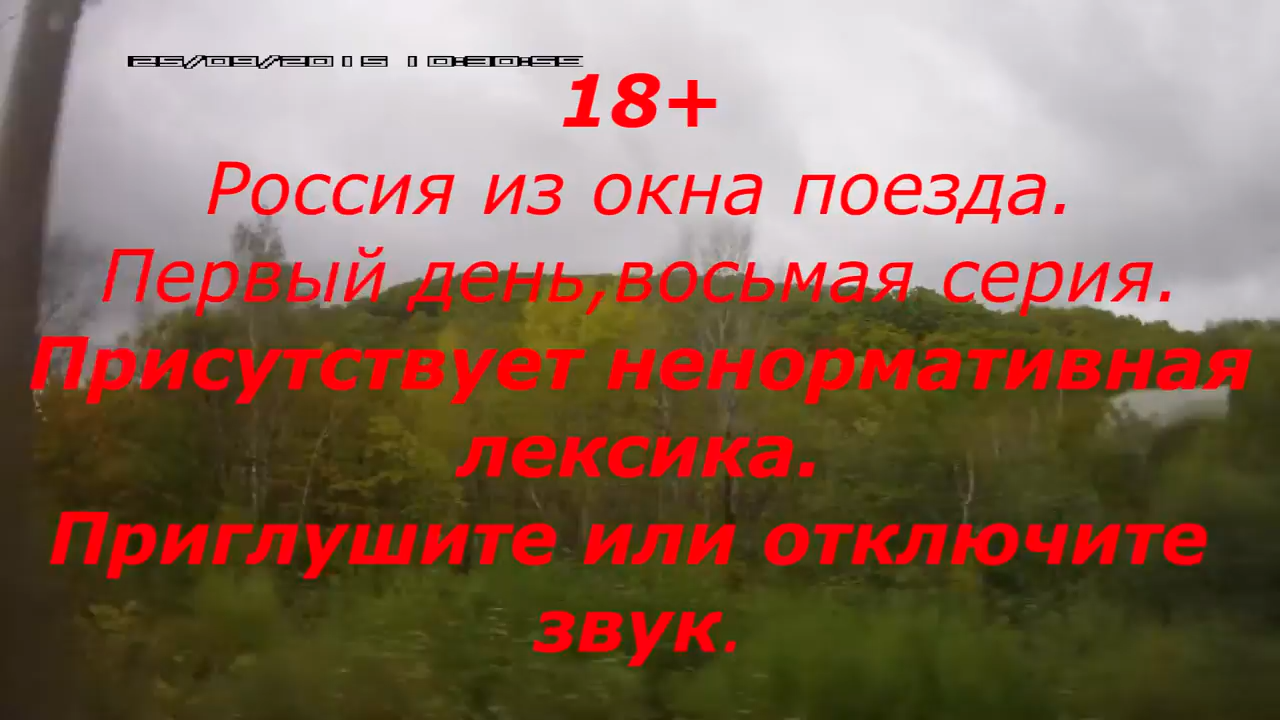 25/09/2015 10:30:55
18+
Россия из окна поезда.
Первый день,восьмая серия.
Присутствует ненормативная
лексика.
Приглушите или отключите
звук.